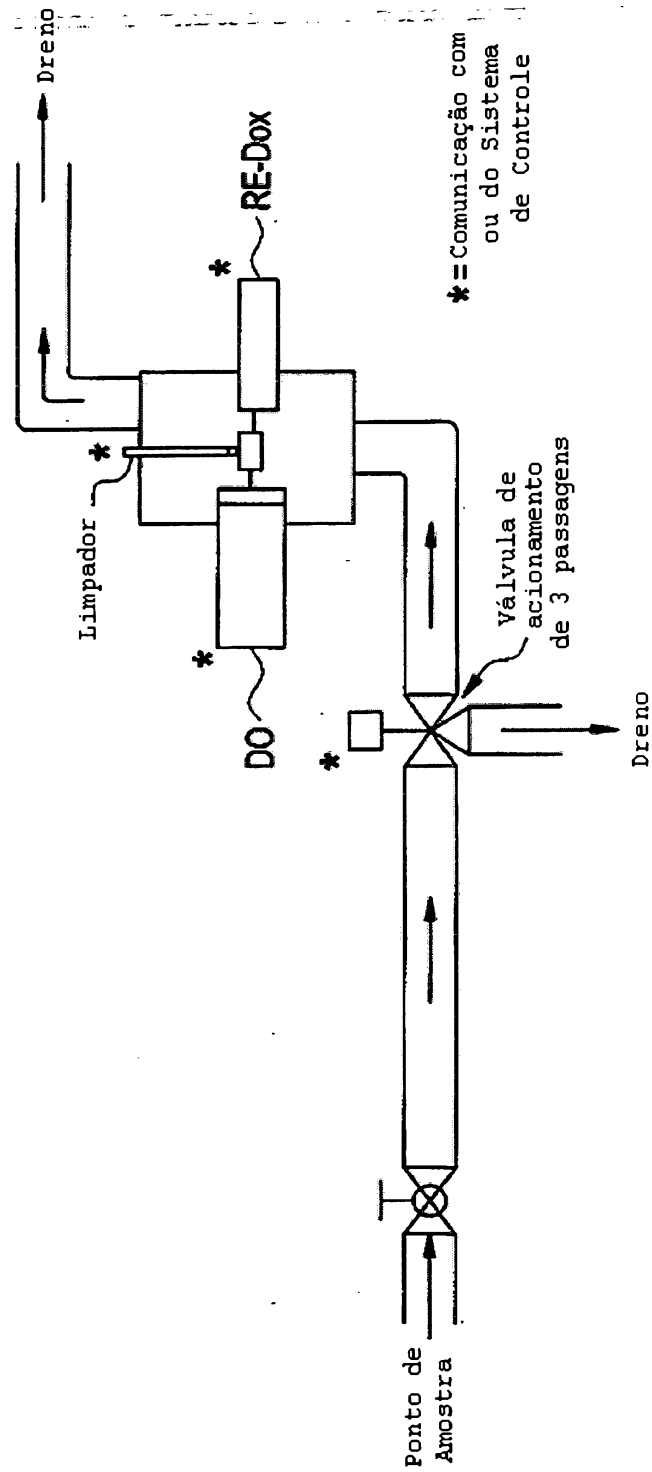 Dreno
Limpador
*
*
RE-Dox
*
DO
*=Comunicação com
ou do Sistema
de Controle
*
Válvula de
acionamento
de 3 passagens
Dreno
Ponto de
Amostra